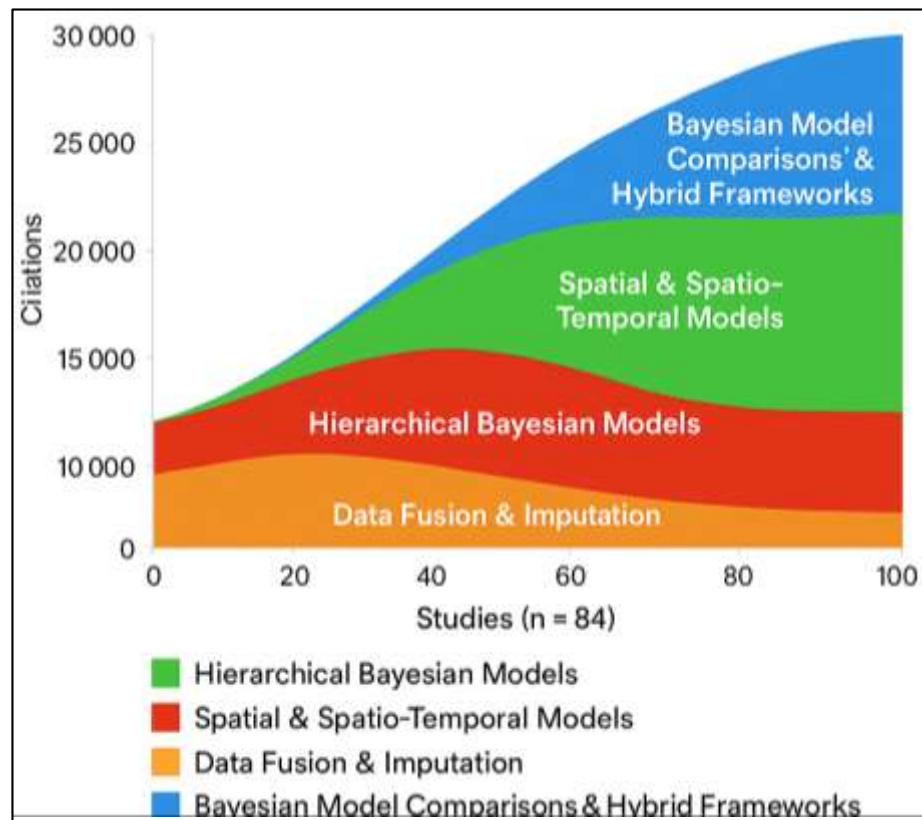 30 000
25 000
20 000
15 000
10 000
0
Ciiations
Bayesian Model
Comparisons' &
Hybrid Frameworks
Spatial & Spatio-
Temporal Models
Hierarchical Bayesian Models
Data Fusion & Imputation
0 20 40 60 80 100
Studies (n = 84)
Hierarchical Bayesian Models
Spatial & Spatio-Temporal Models
Data Fusion & Imputation
Bayesian Model Comparisons & Hybrid Frameworks